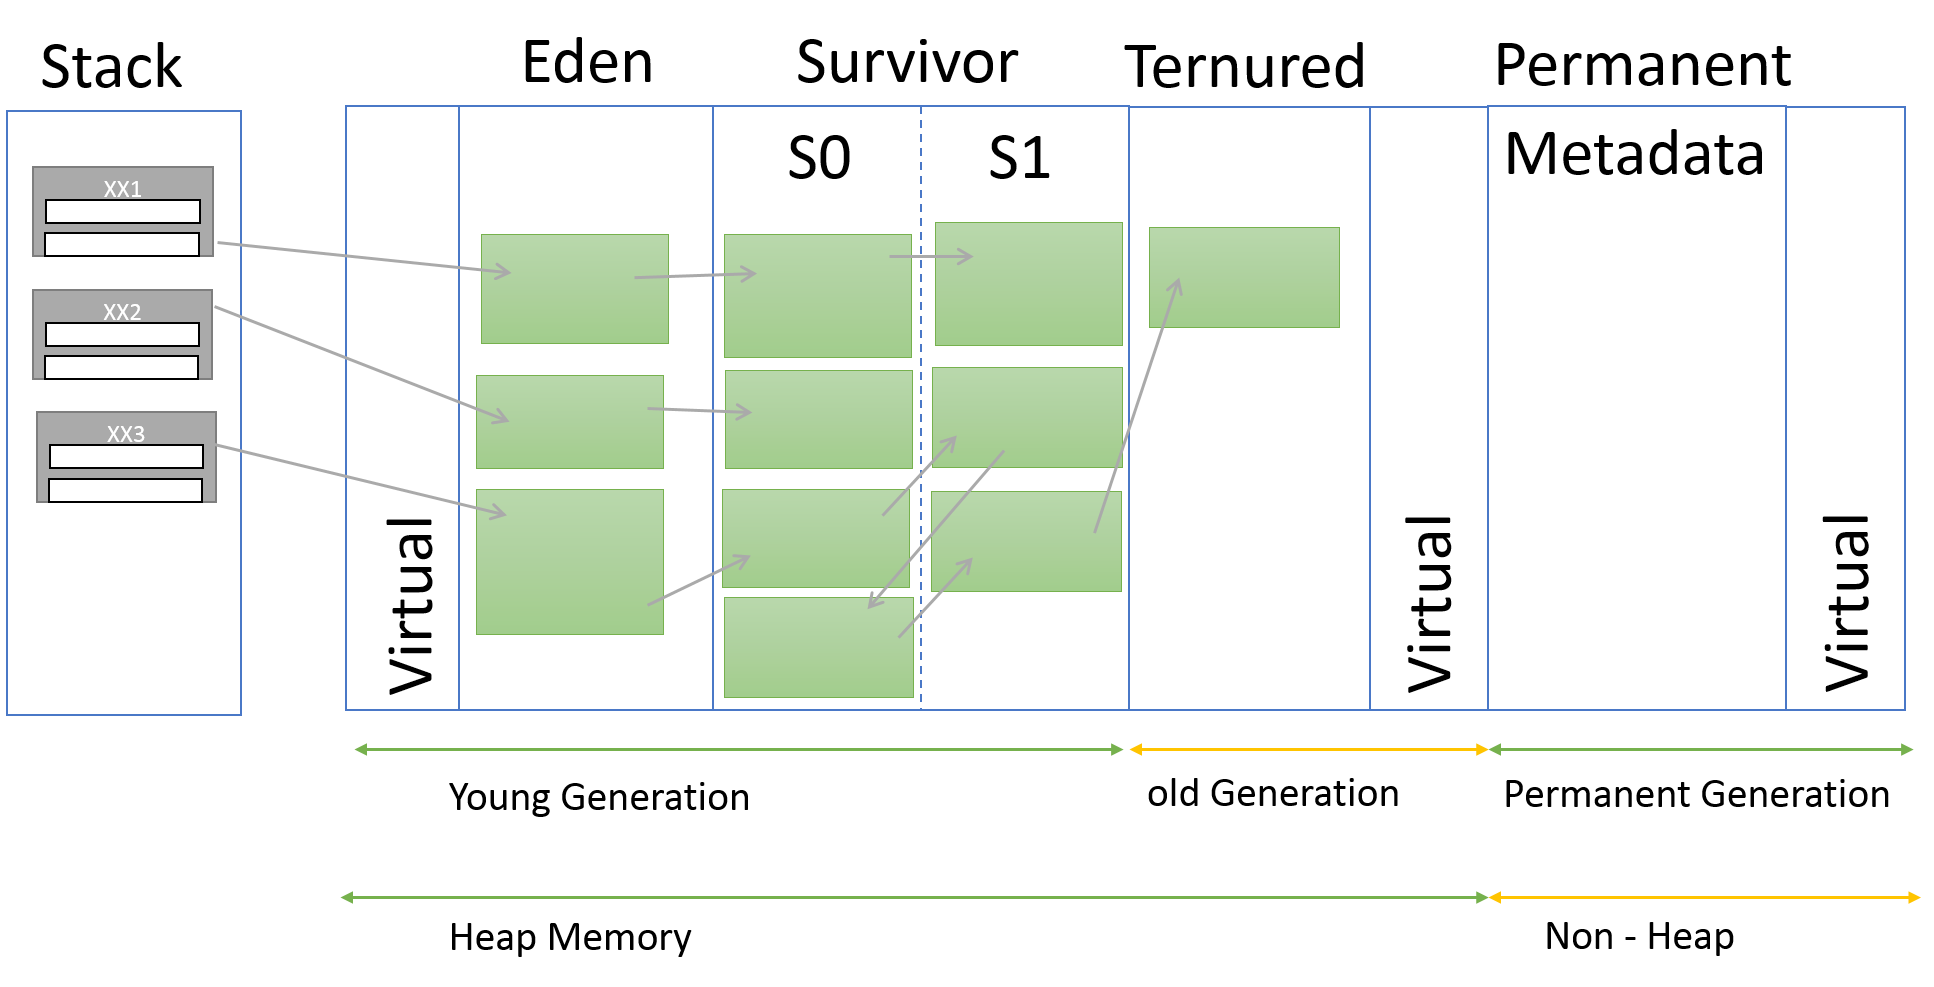 Stack
Eden
Survivor
Ternured
Permanent
S0
S1
Metadata
XX1
XX2
XX3
Virtual
Virtual
Virtual
Young Generation
old Generation
Permanent Generation
Heap Memory
Non - Heap